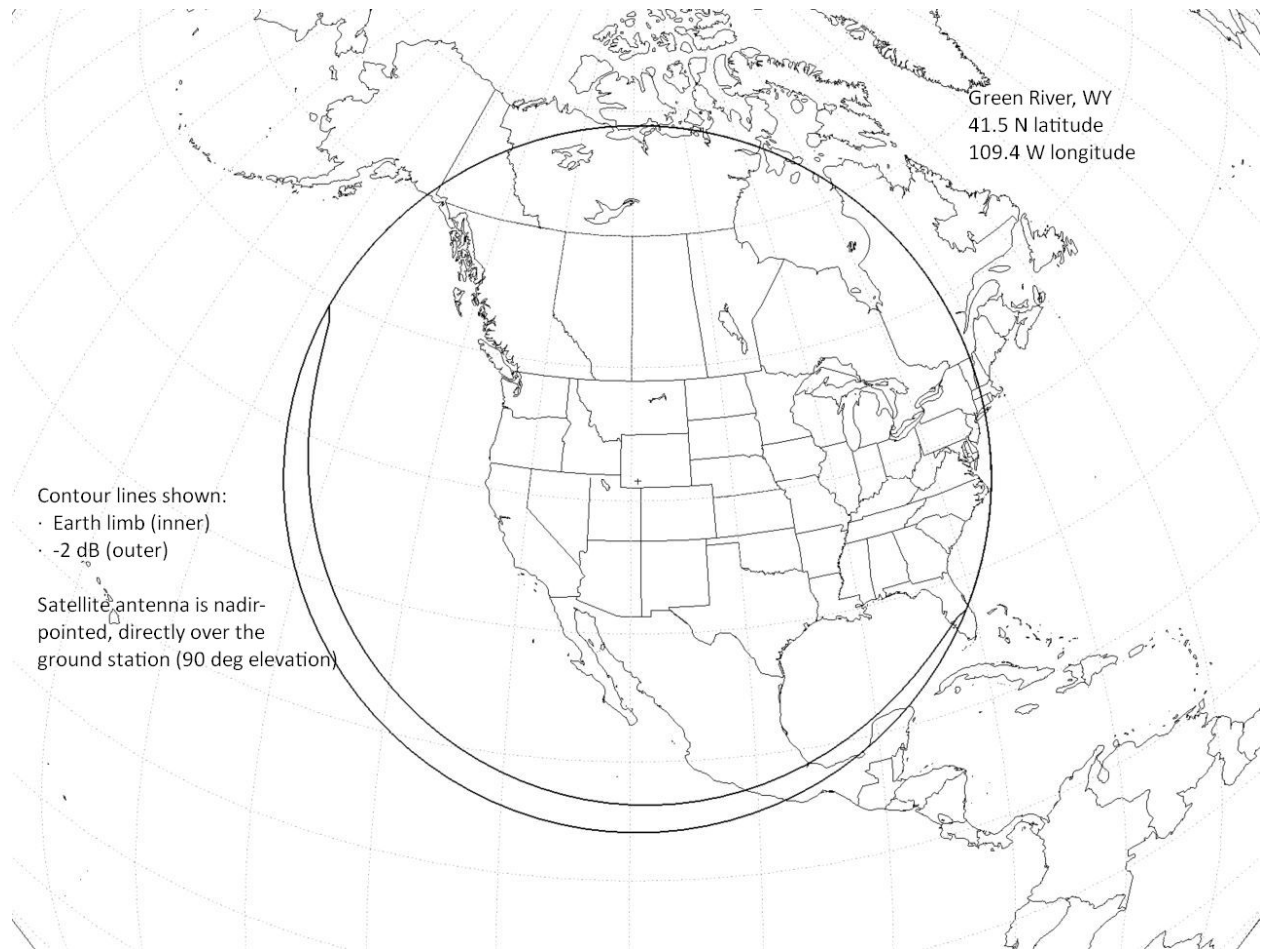 Green River, WY
41.5 N latitude
109.4 W longitude
Contour lines shown:
· Earth limb (inner)
· -2 dB (outer)
Satellite antenna is nadir-
pointed, directly over the
ground station (90 deg elevation)